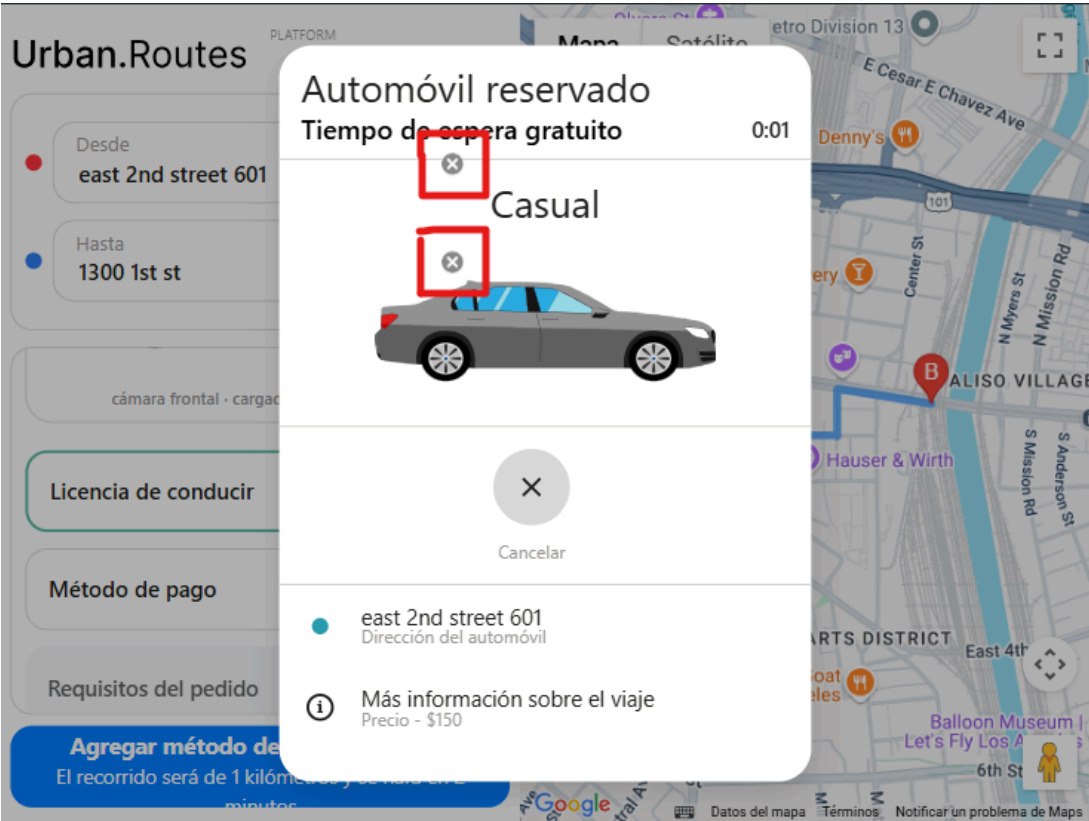 PLATFORM
Urban.Routes
Desde
east 2nd street 601
Hasta
1300 1st st
cámara frontal · cargad
Licencia de conducir
Método de pago
Requisitos del pedido
Agregar método de
El recorrido será de 1 kilómetros y se hará en 2
minutos
Automóvil reservado
Tiempo de espera gratuito 0:01
Casual
Cancelar
east 2nd street 601
Dirección del automóvil
Más información sobre el viaje
Precio - $150
Mapa Satélite
etro Division 13
E Cesar E Chavez Ave
Denny's
101
Center St
N Myers St
N Mission Rd
ery
B
ALISO VILLAGE
Hauser & Wirth
S Mission Rd
S Anderson St
ARTS DISTRICT
East 4th
Balloon Museum |
Let's Fly Los A
6th St
Google
Datos del mapa Términos Notificar un problema de Maps